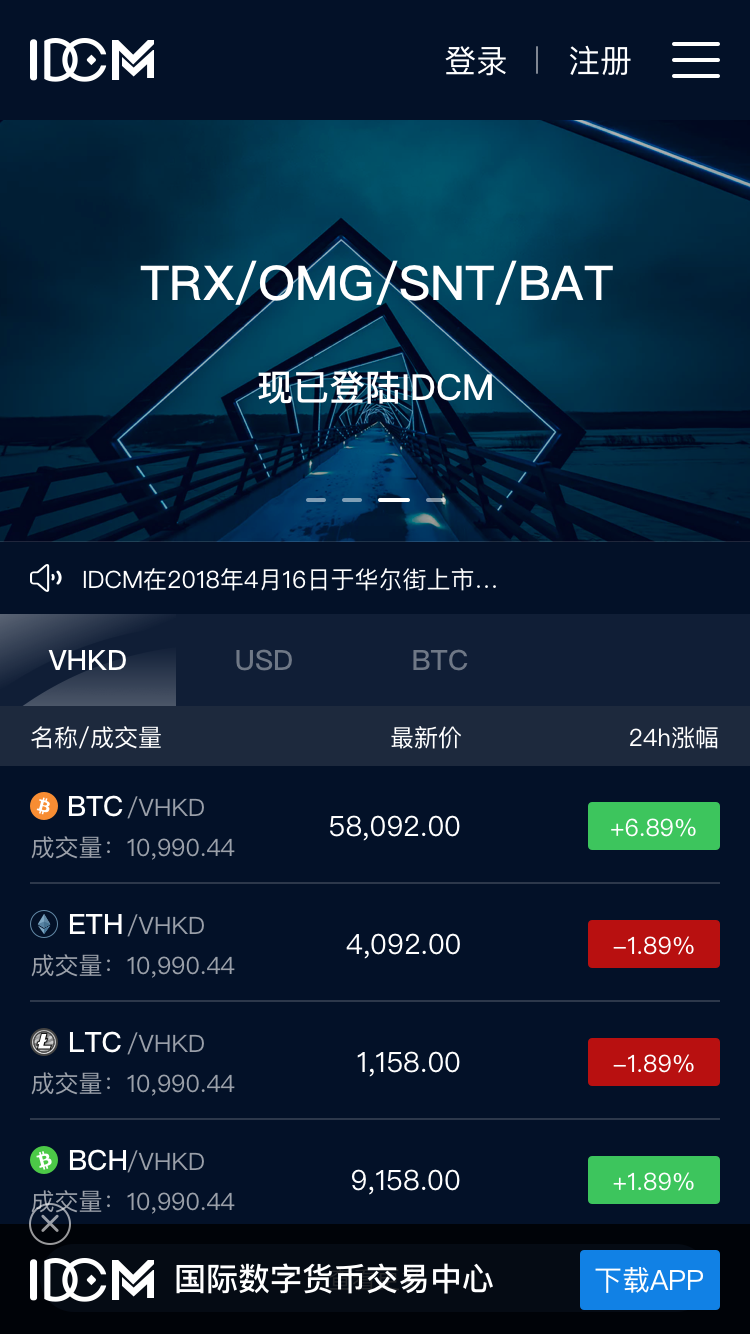 IDCM
登录
注册
TRX/OMG/SNT/BAT
现已登陆IDCM
IDCM在2018年4月16日于华尔街上市...
VHKD USD BTC
名称/成交量 最新价 24h涨幅
BTC/VHKD
58,092.00
+6.89%
成交量：10,990.44
ETH/VHKD
4,092.00
-1.89%
成交量：10,990.44
LTC/VHKD
1,158.00
-1.89%
成交量：10,990.44
BCH/VHKD
9,158.00
+1.89%
成交量：10,990.44
IDCM 国际数字货币交易中心
下载APP